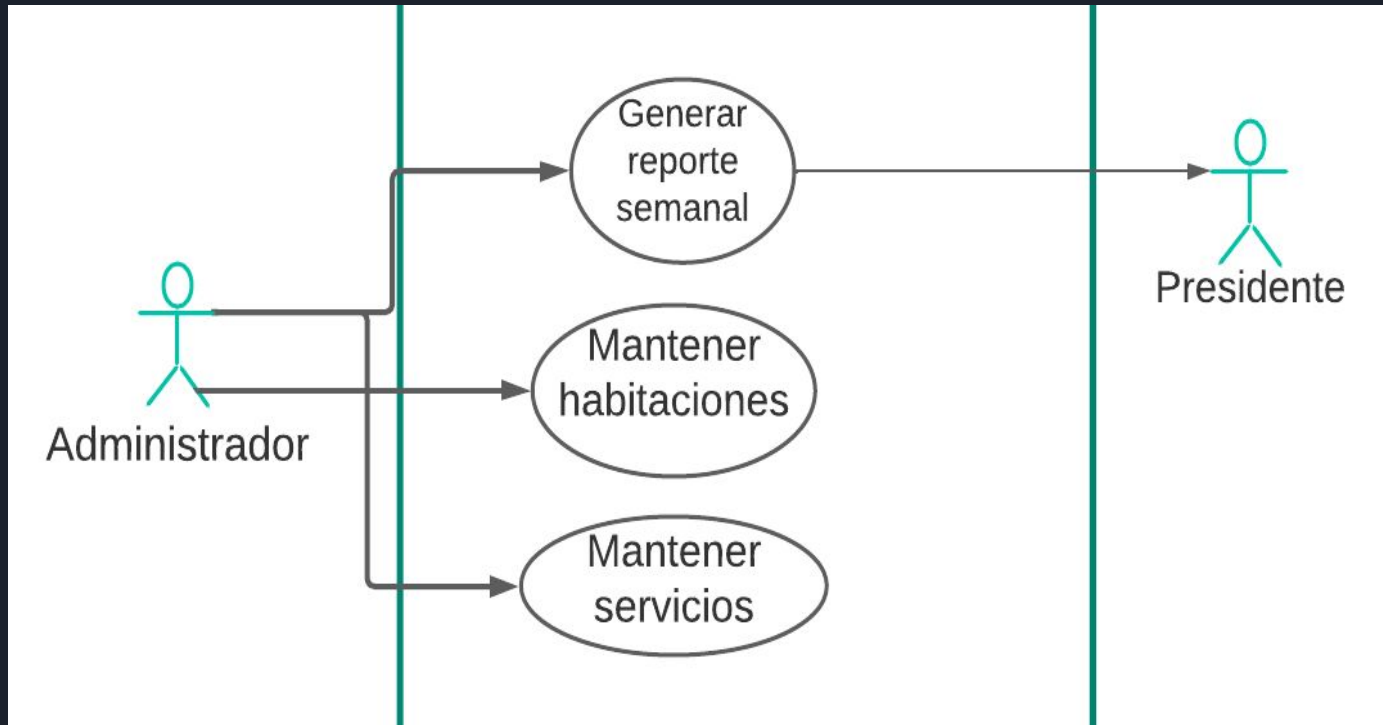 Generar
reporte
semanal
Presidente
Mantener
habitaciones
Administrador
Mantener
servicios